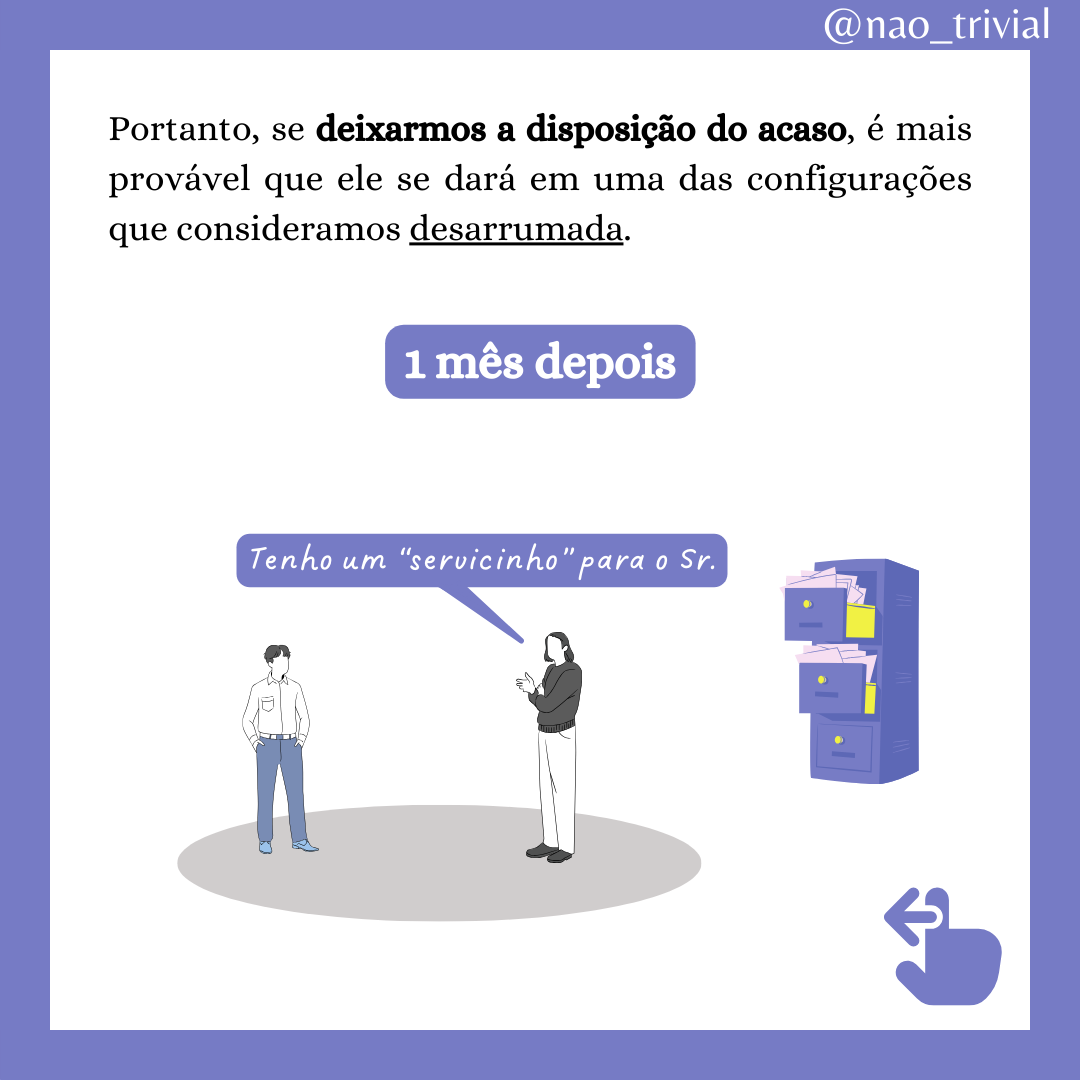 @nao_trivial
Portanto, se deixarmos a disposição do acaso, é mais
provável que ele se dará em uma das configurações
que consideramos desarrumada.
1 mês depois
Tenho um “servicinho” para o Sr.